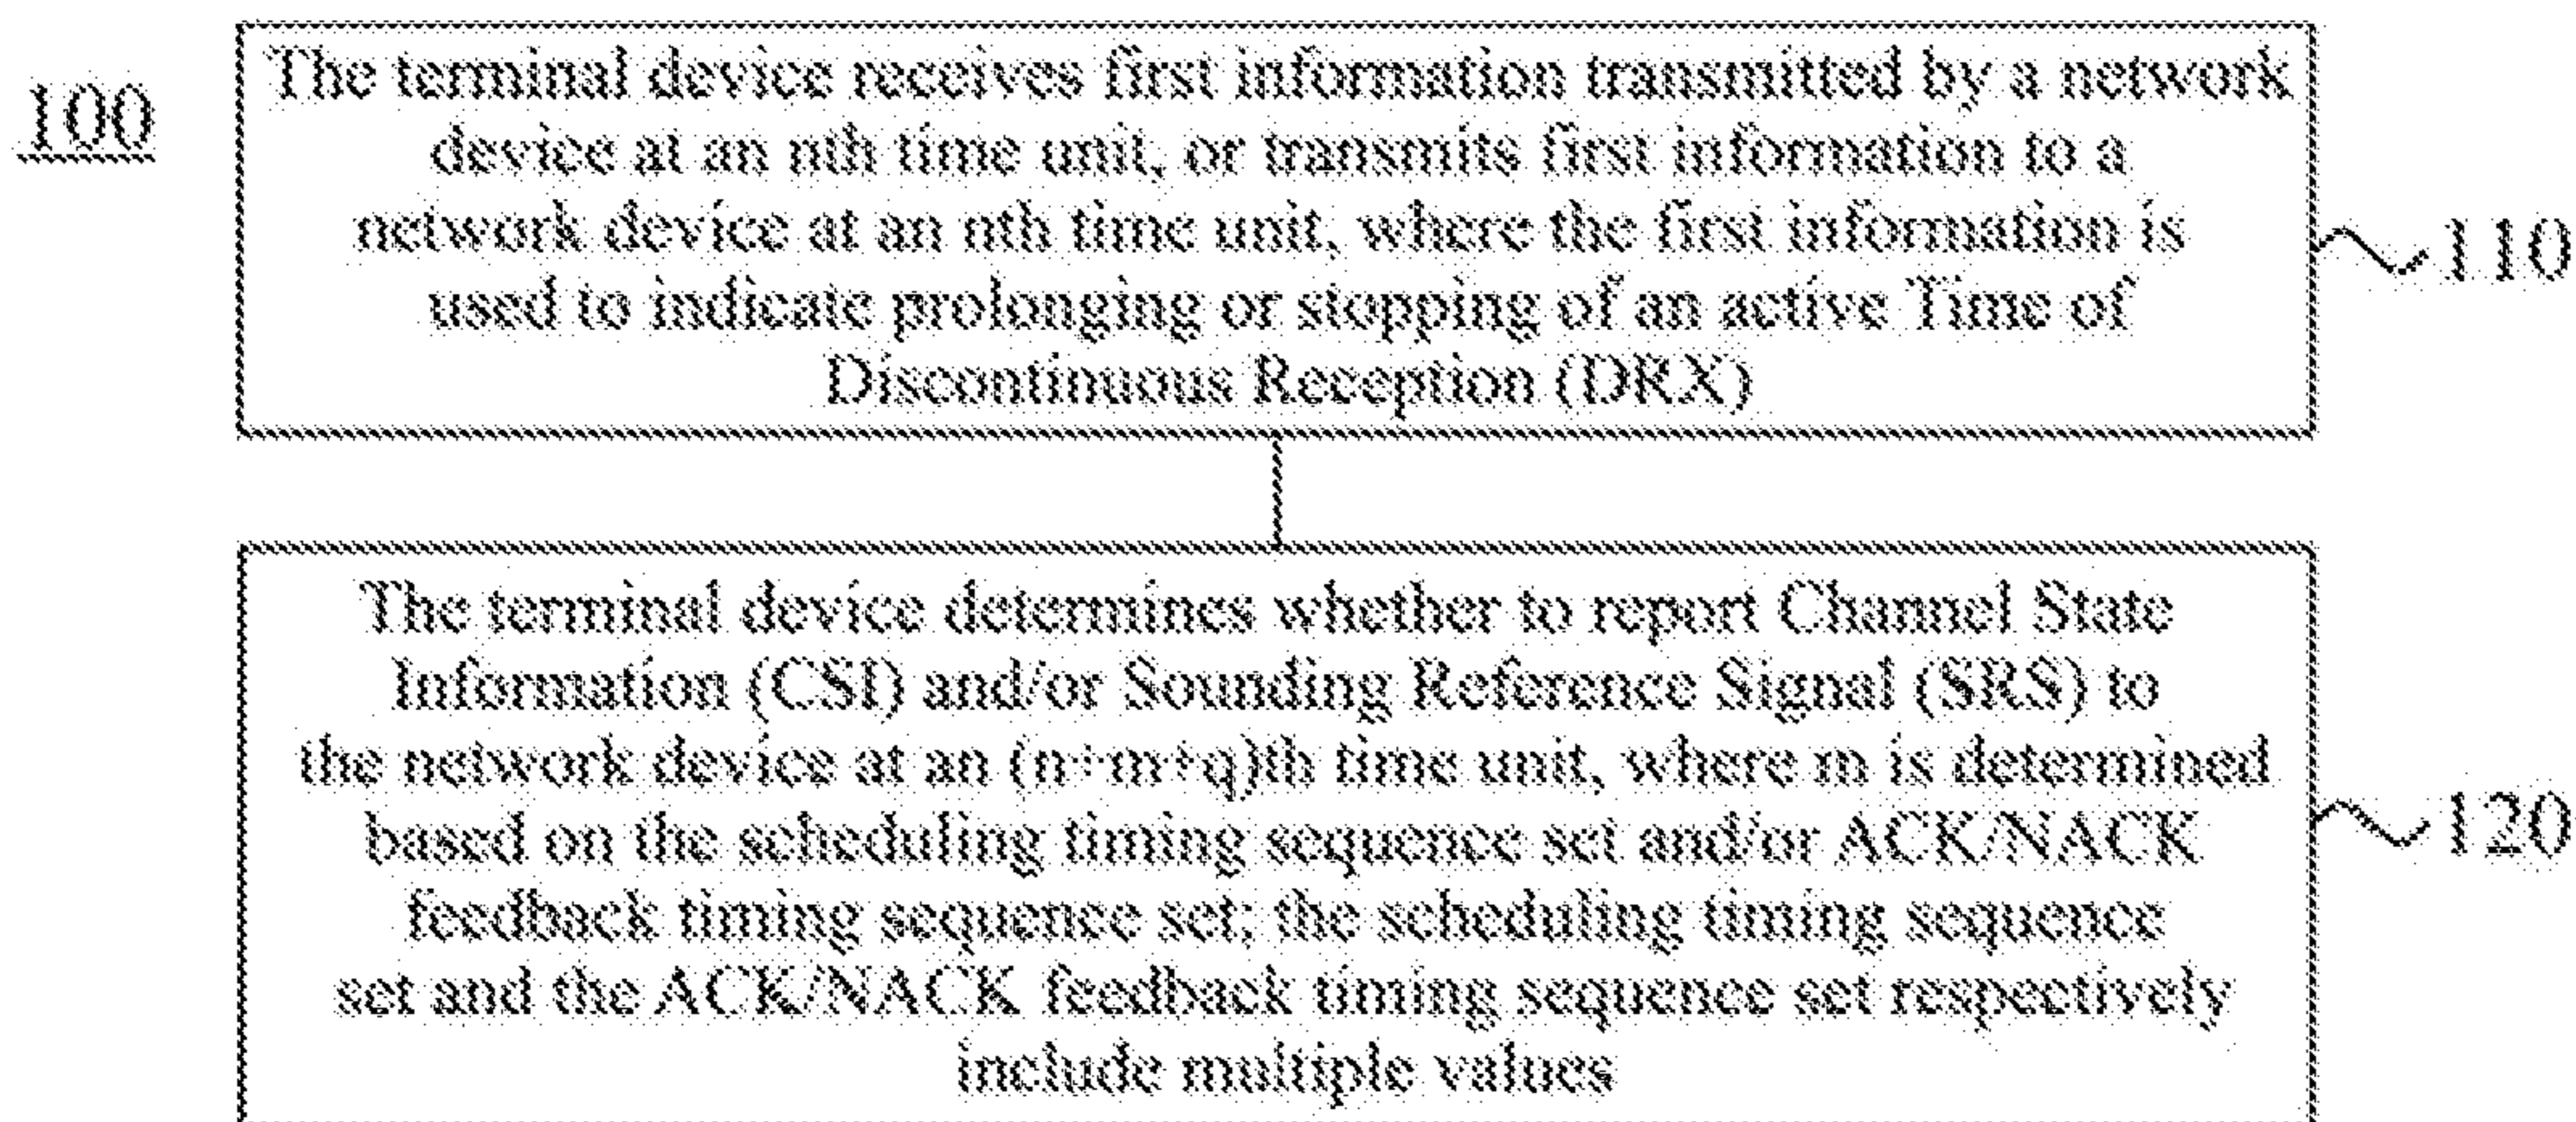 100
The terminal device receives first information transmitted by a network
device at an nth time unit, or transmits first information to a
network device at an nth time unit, where the first information is
used to indicate prolonging or stopping of an active Time of
Discontinuous Reception (DRX)
110
The terminal device determines whether to report Channel State
Information (CSI) and/or Sounding Reference Signal (SRS) to
the network device at an (n+m+q)th time unit, where m is determined
based on the scheduling timing sequence set and/or ACK/NACK
feedback timing sequence set; the scheduling timing sequence
set and the ACK/NACK feedback timing sequence set respectively
include multiple values
120